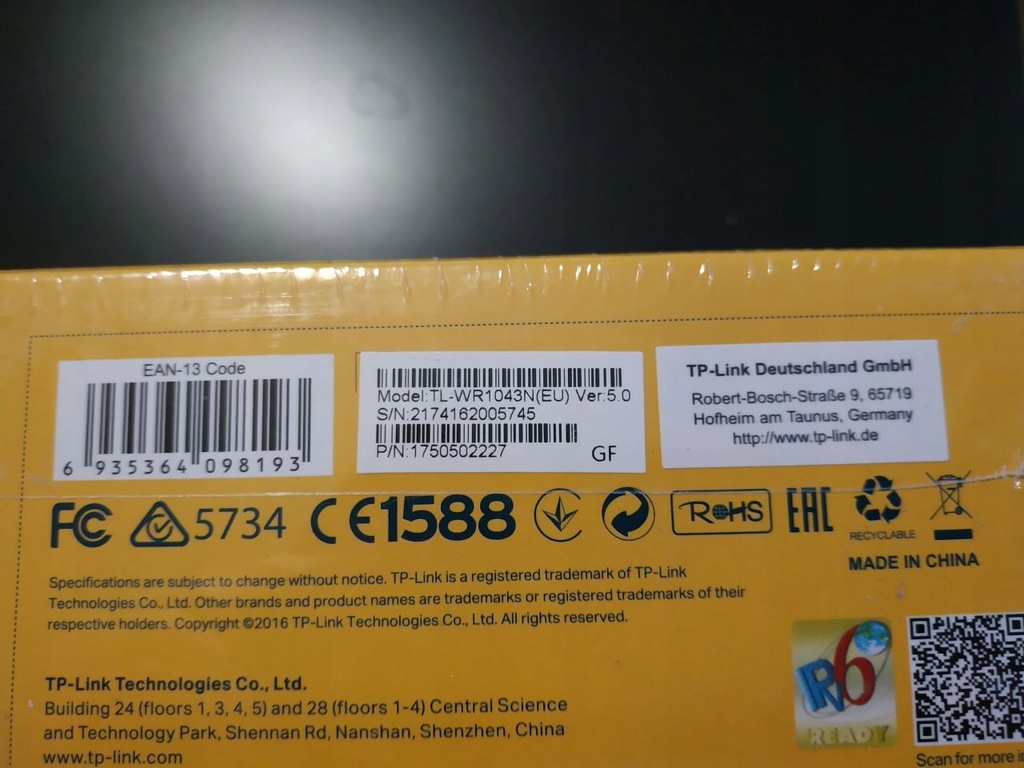 EAN-13 Code
6 935364 098193
Model:TL-WR1043N(EU) Ver:5.0
S/N:2174162005745
P/N:1750502227 GF
TP-Link Deutschland GmbH
Robert-Bosch-Straße 9, 65719
Hofheim am Taunus, Germany
http://www.tp-link.de
FC 5734 CE1588 RoHS EAC
RECYCLABLE
MADE IN CHINA
Specifications are subject to change without notice. TP-Link is a registered trademark of TP-Link
Technologies Co., Ltd. Other brands and product names are trademarks or registered trademarks of their
respective holders. Copyright ©2016 TP-Link Technologies Co., Ltd. All rights reserved.
TP-Link Technologies Co., Ltd.
Building 24 (floors 1, 3, 4, 5) and 28 (floors 1-4) Central Science
and Technology Park, Shennan Rd, Nanshan, Shenzhen, China
www.tp-link.com
IPv6
READY
Scan for more